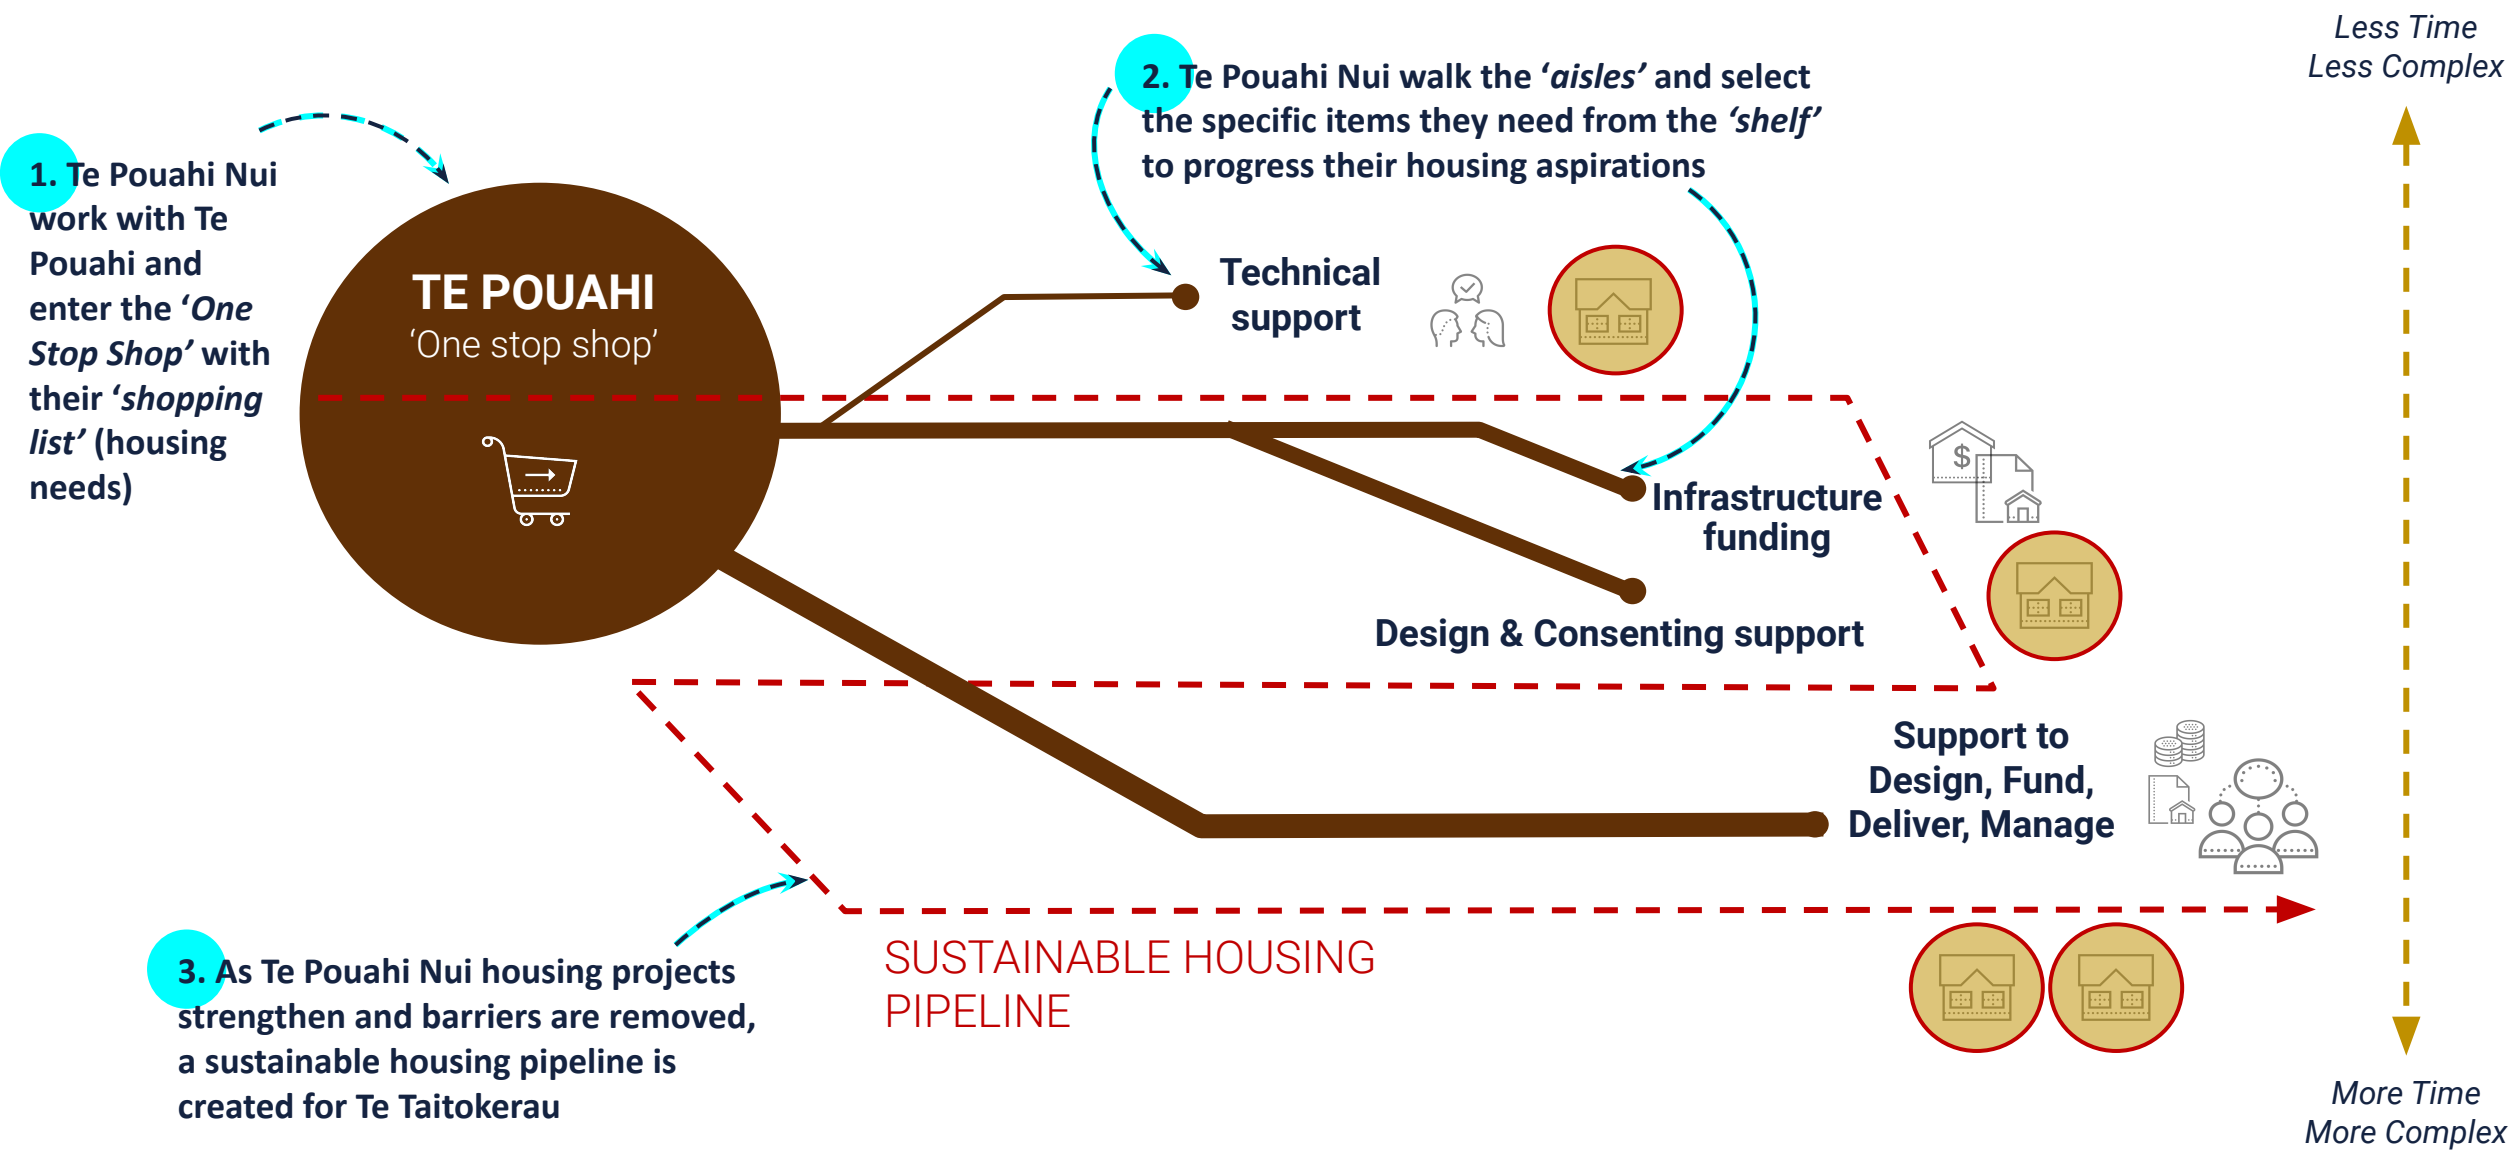 Less Time
Less Complex
2. Te Pouahi Nui walk the ‘aisles’ and select
the specific items they need from the ‘shelf’
to progress their housing aspirations
1. Te Pouahi Nui
work with Te
Pouahi and
enter the ‘One
Stop Shop’ with
their ‘shopping
list’ (housing
needs)
TE POUAHI
‘One stop shop’
Technical
support
$
Infrastructure
funding
Design & Consenting support
Support to
Design, Fund,
Deliver, Manage
SUSTAINABLE HOUSING
PIPELINE
3. As Te Pouahi Nui housing projects
strengthen and barriers are removed,
a sustainable housing pipeline is
created for Te Taitokerau
More Time
More Complex